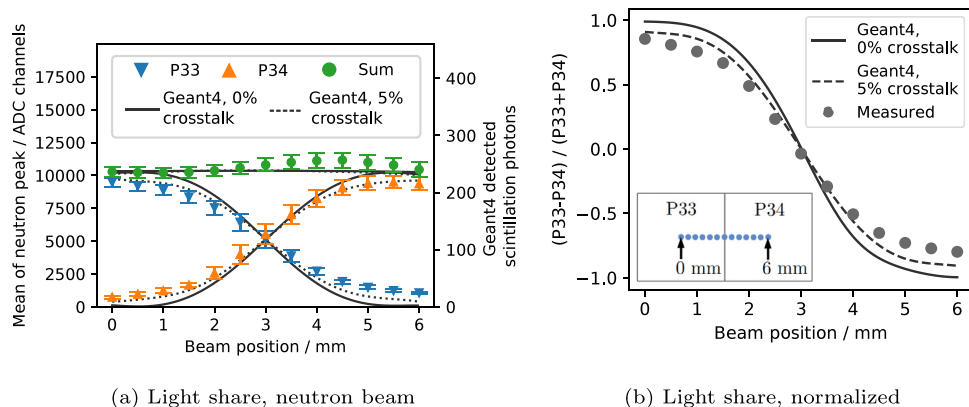 17500
15000
12500
10000
7500
5000
2500
0
Mean of neutron peak / ADC channels
P33
P34
Sum
Geant4, 0%
crosstalk
Geant4, 5%
crosstalk
400
300
200
100
0
Geant4 detected
scintillation photons
0
1
2
3
4
5
6
Beam position / mm
(a) Light share, neutron beam
1.0
0.5
0.0
−0.5
−1.0
(P33-P34) / (P33+P34)
Geant4,
0% crosstalk
Geant4,
5% crosstalk
Measured
P33
P34
0 mm
6 mm
0
1
2
3
4
5
6
Beam position / mm
(b) Light share, normalized